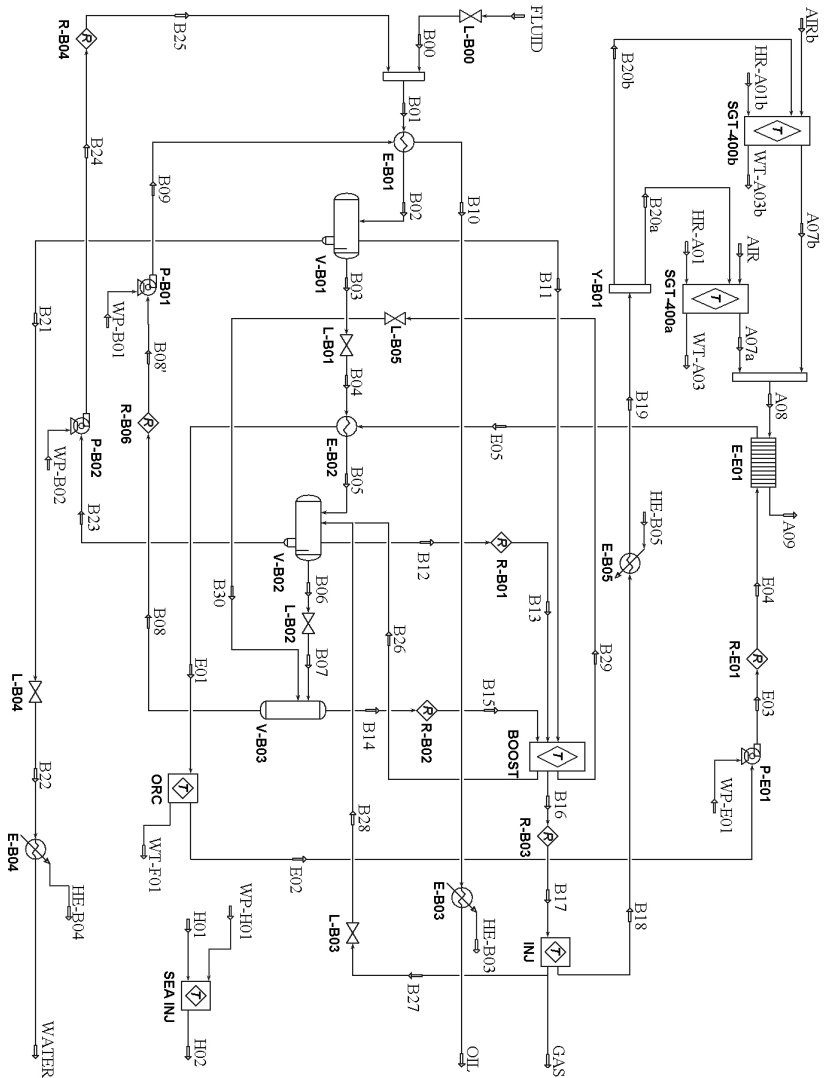 FLUID
L-B00
B00
B25
R-B04
B24
B01
E-B01
B02
B10
B09
P-B01
WP-B01
B08'
R-B06
B08
V-B01
B03
L-B01
B04
E-B02
B05
B11
B21
L-B05
E05
P-B02
WP-B02
B23
V-B02
B06
L-B02
B07
V-B03
B12
R-B01
B13
B26
B30
B29
B14
R-B02
B15
BOOST
B16
R-B03
B17
INJ
B18
B27
L-B03
B28
GAS
OIL
E-B03
HE-B03
E01
ORC
WT-F01
E02
L-B04
B22
E-B04
HE-B04
WATER
H01
WP-H01
SEA INJ
H02
AIRb
B20b
HR-A01b
SGT-400b
WT-A03b
A07b
B20a
HR-A01
AIR
SGT-400a
WT-A03
A07a
Y-B01
B19
A08
E-E01
A09
HE-B05
E-B05
E04
R-E01
E03
P-E01
WP-E01
T
T
T
T
T
T
R
R
R
R
R
R